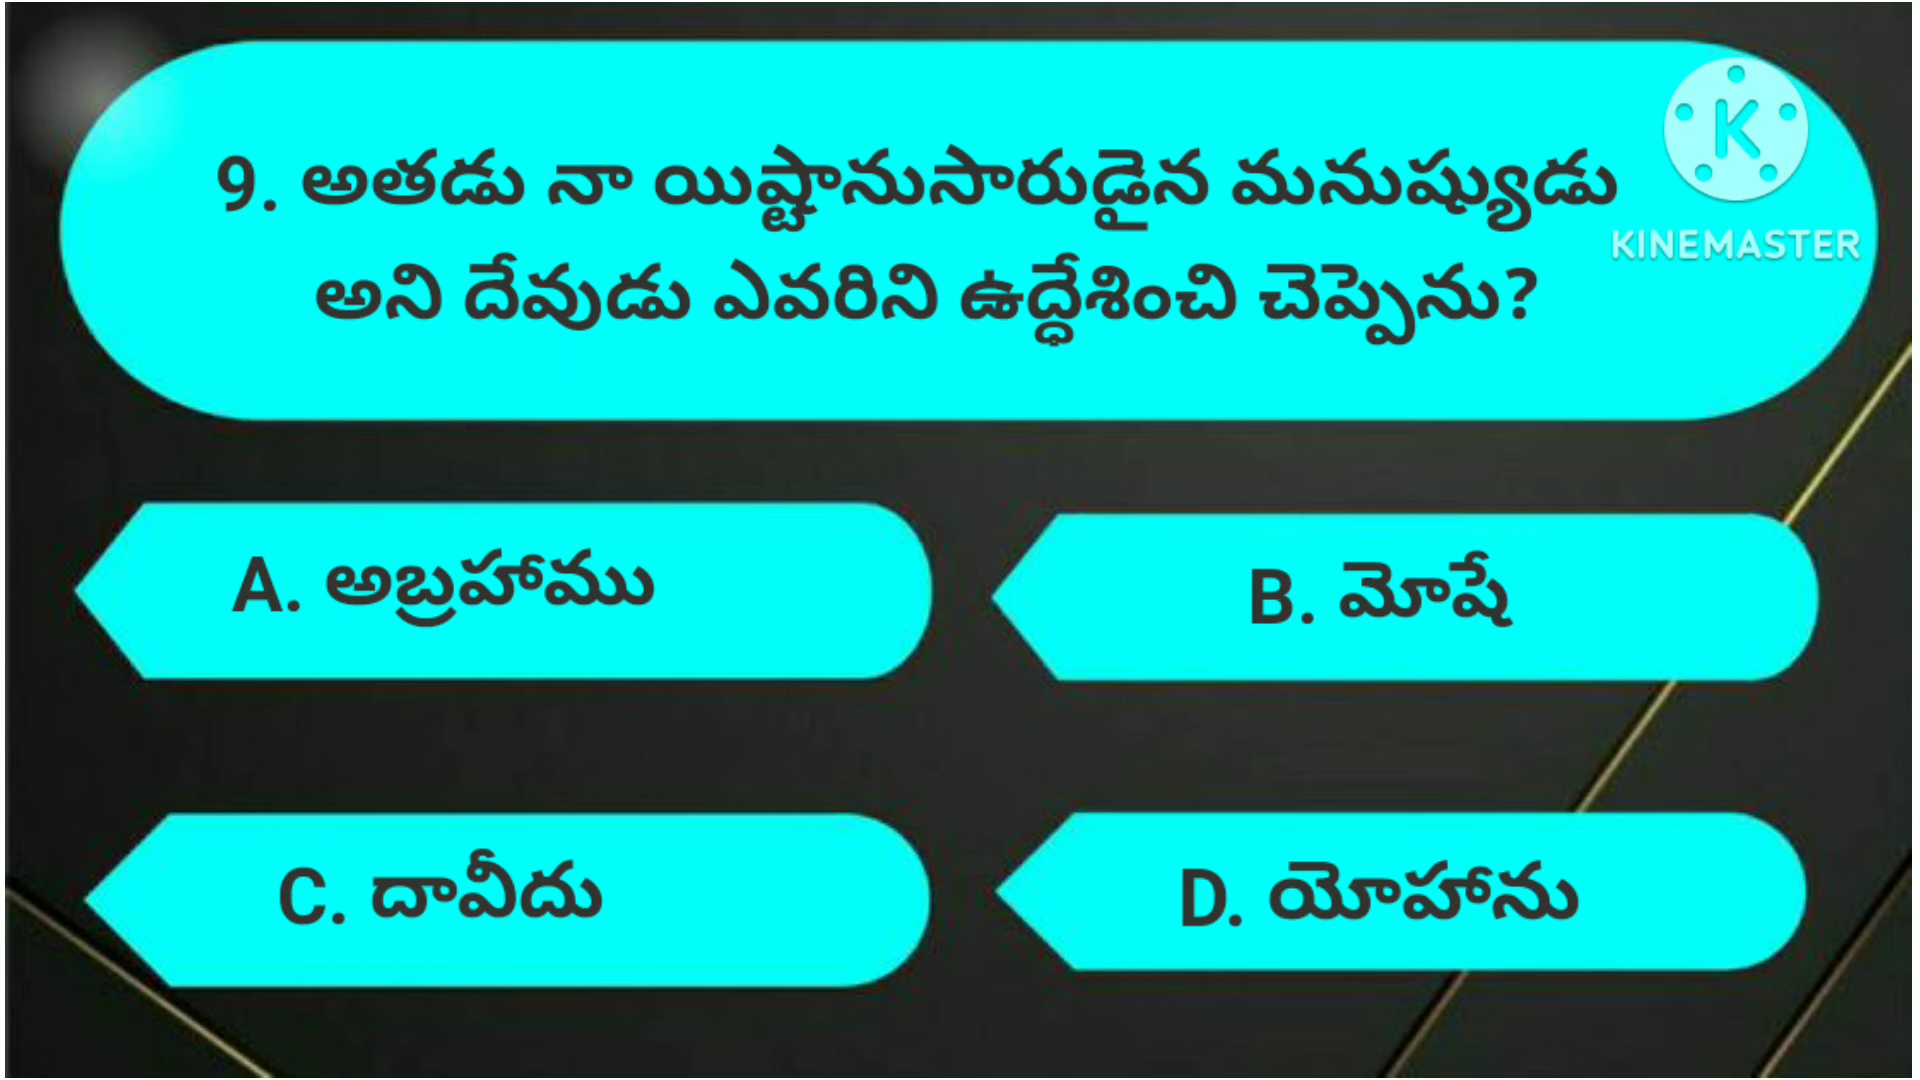 9. అతడు నా యిష్టానుసారుడైన మనుష్యుడు
అని దేవుడు ఎవరిని ఉద్ధేశించి చెప్పెను?
K
KINEMASTER
A. అబ్రహాము
B. మోషే
C. దావీదు
D. యోహాను